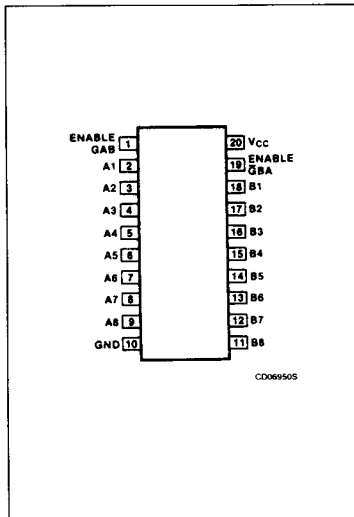 ENABLE
GAB 1
A1 2
A2 3
A3 4
A4 5
A5 6
A6 7
A7 8
A8 9
GND 10
20 VCC
19 ENABLE
G̅BA
18 B1
17 B2
16 B3
15 B4
14 B5
13 B6
12 B7
11 B8
CD06950S